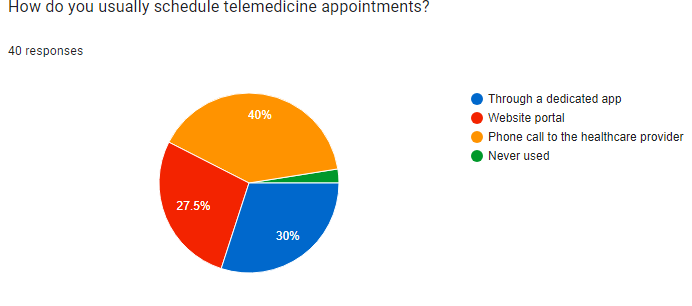 How do you usually schedule telemedicine appointments?
40 responses
40%
27.5%
30%
Through a dedicated app
Website portal
Phone call to the healthcare provider
Never used